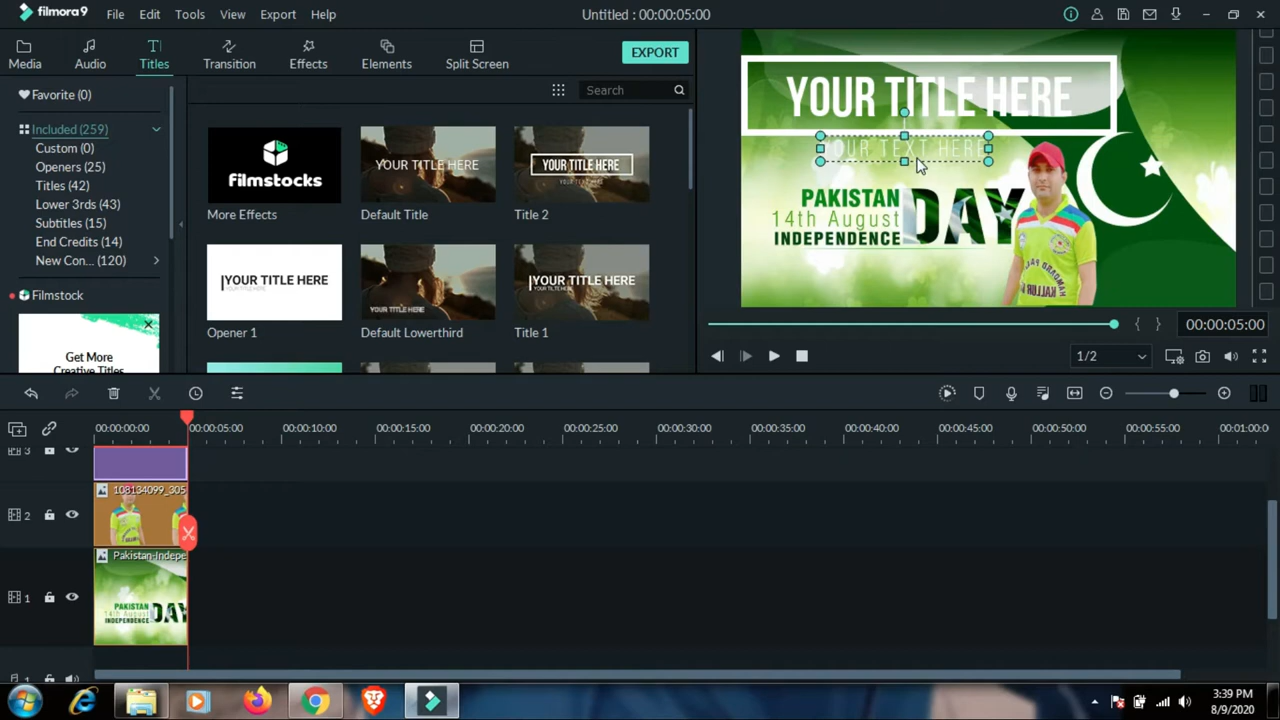 filmora9 File Edit Tools View Export Help Untitled : 00:00:05:00
Media Audio Titles Transition Effects Elements Split Screen EXPORT
Favorite (0)
Included (259)
Custom (0)
Openers (25)
Titles (42)
Lower 3rds (43)
Subtitles (15)
End Credits (14)
New Con... (120)
Filmstock
Get More
Creative Titles
Search
filmstocks
More Effects
YOUR TITLE HERE
Default Title
YOUR TITLE HERE
Title 2
YOUR TITLE HERE
Opener 1
YOUR TITLE HERE
Default Lowerthird
YOUR TITLE HERE
Title 1
YOUR TITLE HERE
YOUR TEXT HERE
PAKISTAN
14th August
INDEPENDENCE
DAY
00:00:05:00
1/2
00:00:00:00 00:00:05:00 00:00:10:00 00:00:15:00 00:00:20:00 00:00:25:00 00:00:30:00 00:00:35:00 00:00:40:00 00:00:45:00 00:00:50:00 00:00:55:00 00:01:00:0
3
2
108134099_305
1
Pakistan-Indepe
PAKISTAN
14th August
INDEPENDENCE
DAY
3:39 PM
8/9/2020